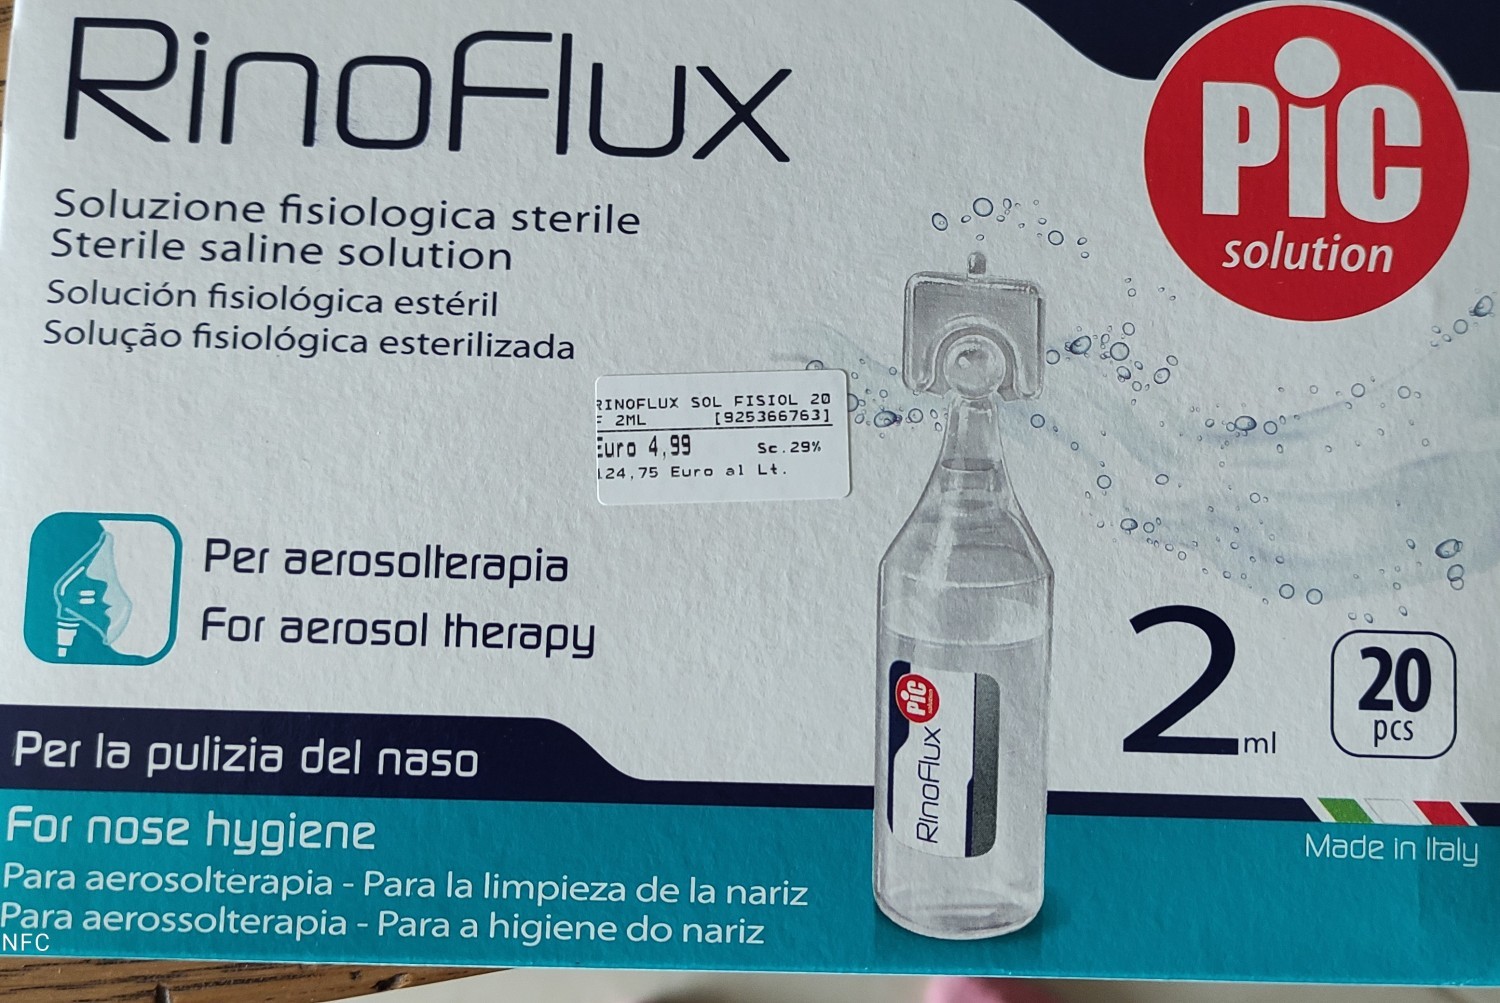 RinoFlux
PiC
solution
Soluzione fisiologica sterile
Sterile saline solution
Solución fisiológica estéril
Solução fisiológica esterilizada
RINOFLUX SOL FISIOL 20
F 2ML [925366763]
Euro 4,99 Sc.29%
124,75 Euro al Lt.
Per aerosolterapia
For aerosol therapy
PiC
solution
RinoFlux
2 ml
20
pcs
Per la pulizia del naso
For nose hygiene
Made in Italy
Para aerosolterapia - Para la limpieza de la nariz
Para aerossolterapia - Para a higiene do nariz
NFC